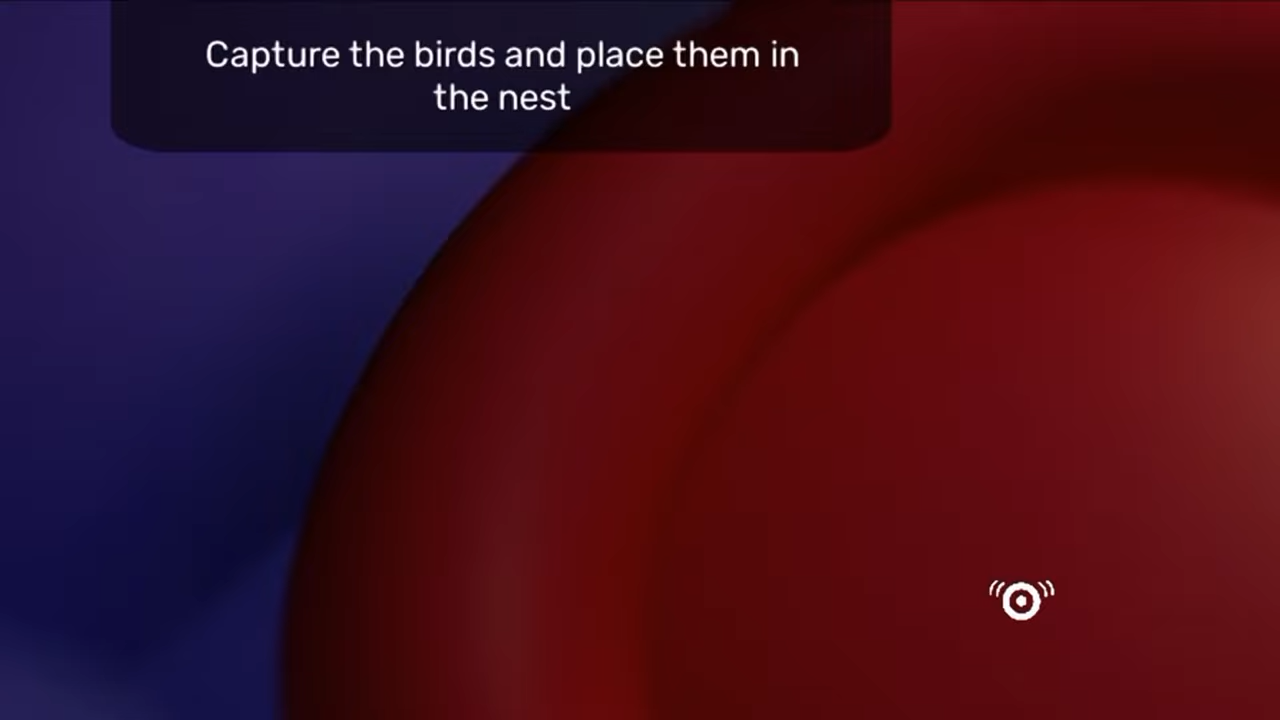 Capture the birds and place them in
the nest